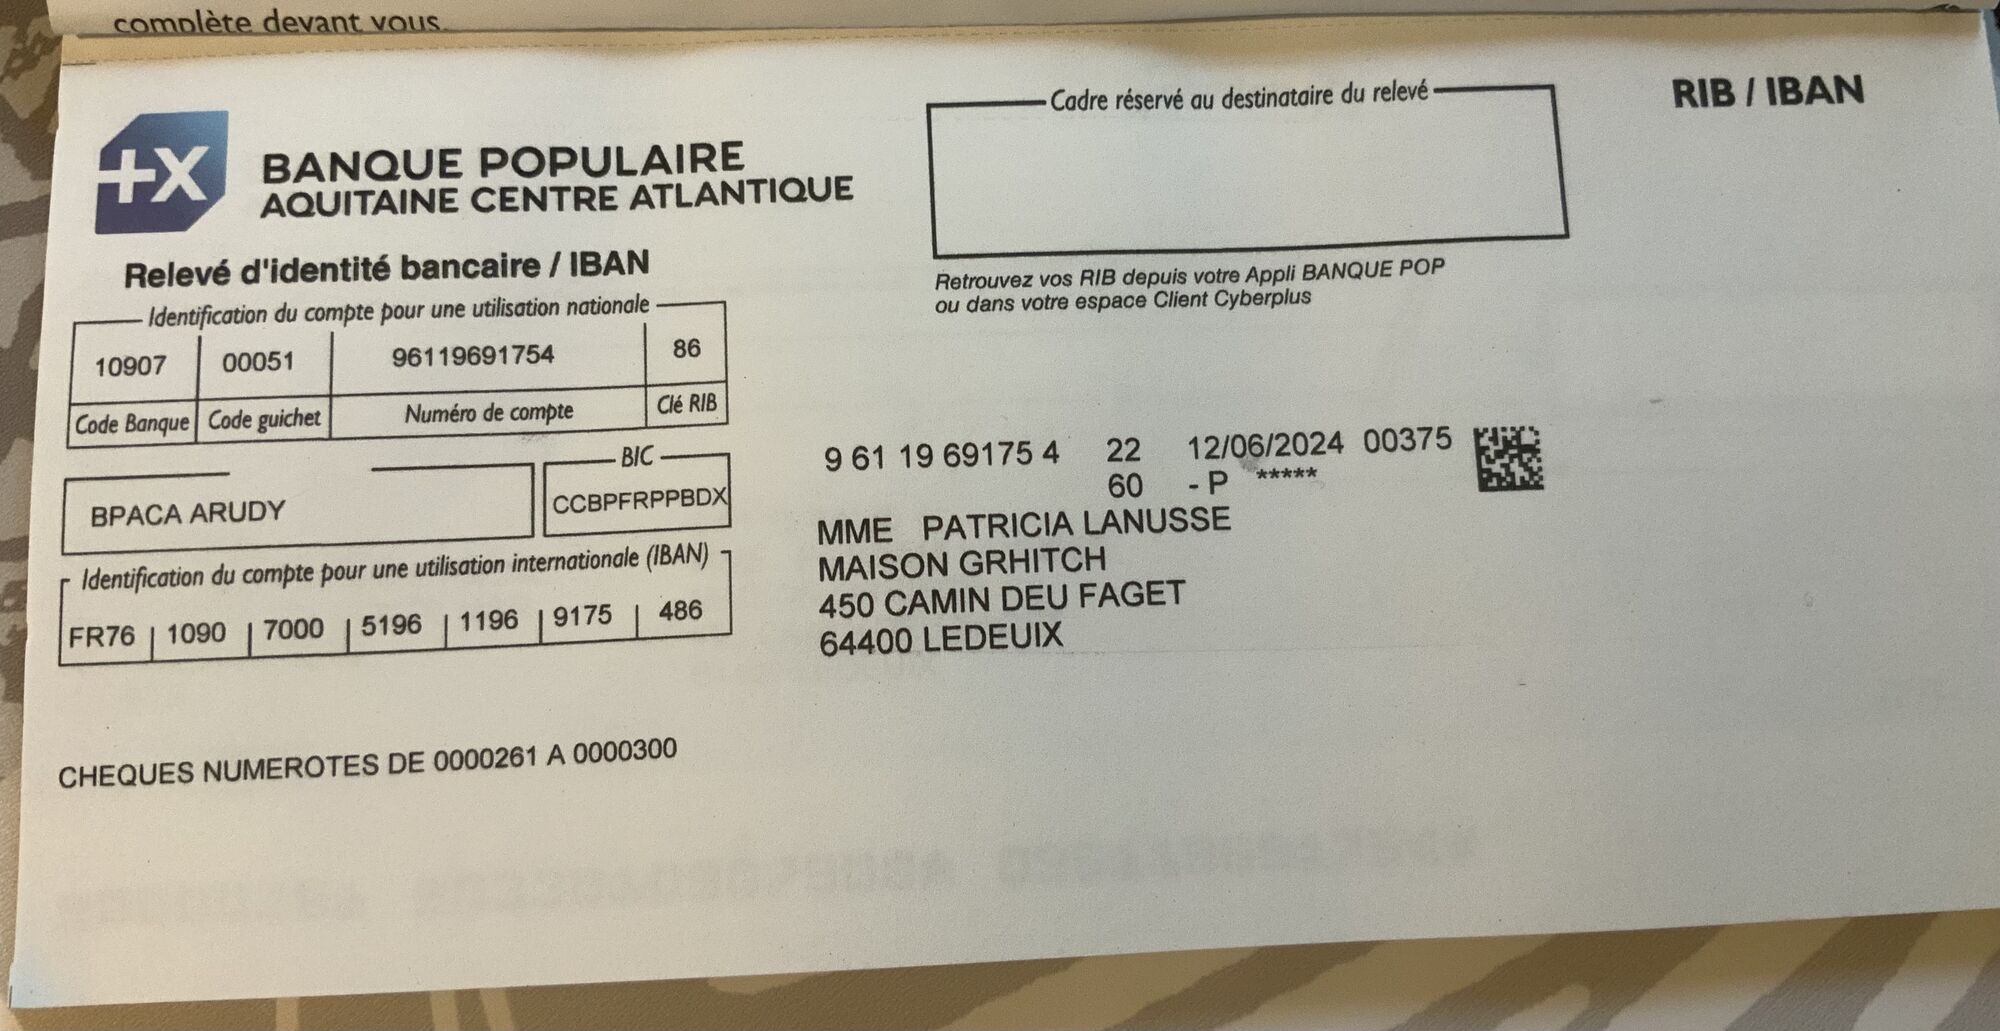 complète devant vous.
RIB / IBAN
Cadre réservé au destinataire du relevé
+X
BANQUE POPULAIRE
AQUITAINE CENTRE ATLANTIQUE
Relevé d'identité bancaire / IBAN
Retrouvez vos RIB depuis votre Appli BANQUE POP
ou dans votre espace Client Cyberplus
Identification du compte pour une utilisation nationale
10907 00051 96119691754 86
Code Banque Code guichet Numéro de compte Clé RIB
BIC
BPACA ARUDY CCBPFRPPBDX
Identification du compte pour une utilisation internationale (IBAN)
FR76 1090 7000 5196 1196 9175 486
9 61 19 69175 4 22 12/06/2024 00375
60 - P *****
MME PATRICIA LANUSSE
MAISON GRHITCH
450 CAMIN DEU FAGET
64400 LEDEUIX
CHEQUES NUMEROTES DE 0000261 A 0000300